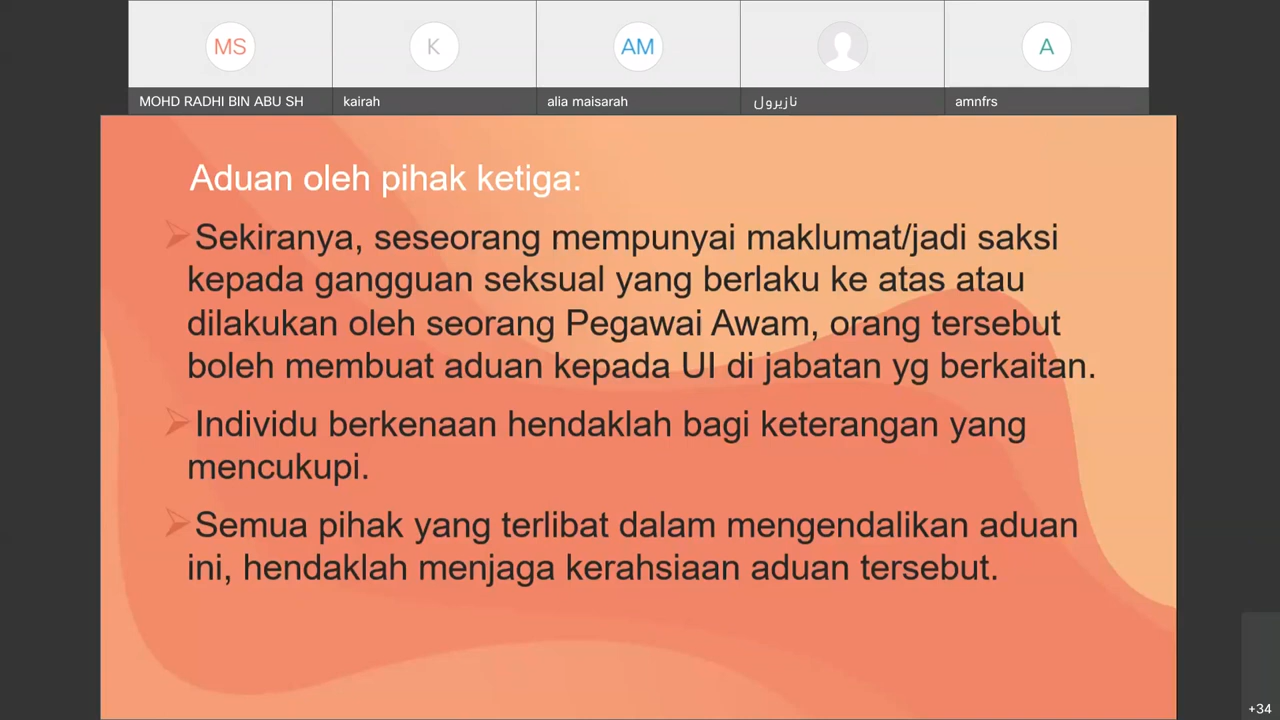 MS
K
AM
A
MOHD RADHI BIN ABU SH
kairah
alia maisarah
نازيرول
amnfrs
Aduan oleh pihak ketiga:
Sekiranya, seseorang mempunyai maklumat/jadi saksi
kepada gangguan seksual yang berlaku ke atas atau
dilakukan oleh seorang Pegawai Awam, orang tersebut
boleh membuat aduan kepada UI di jabatan yg berkaitan.
Individu berkenaan hendaklah bagi keterangan yang
mencukupi.
Semua pihak yang terlibat dalam mengendalikan aduan
ini, hendaklah menjaga kerahsiaan aduan tersebut.
+34